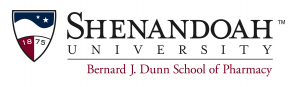 SHENANDOAH™
UNIVERSITY
Bernard J. Dunn School of Pharmacy
1875